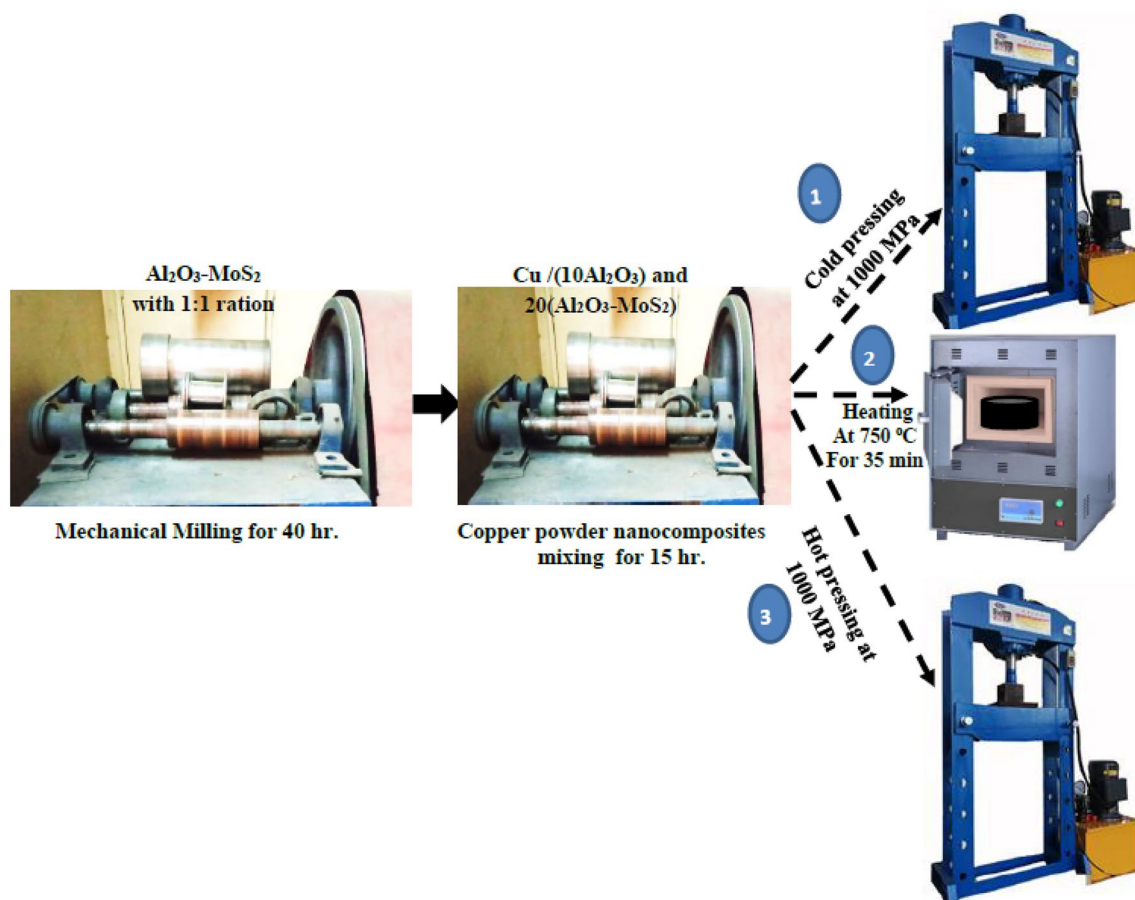 Al₂O₃-MoS₂
with 1:1 ration
Mechanical Milling for 40 hr.
Cu /(10Al₂O₃) and
20(Al₂O₃-MoS₂)
Copper powder nanocomposites
mixing for 15 hr.
1
Cold pressing
at 1000 MPa
2
Heating
At 750 ⁰C
For 35 min
3
Hot pressing at
1000 MPa